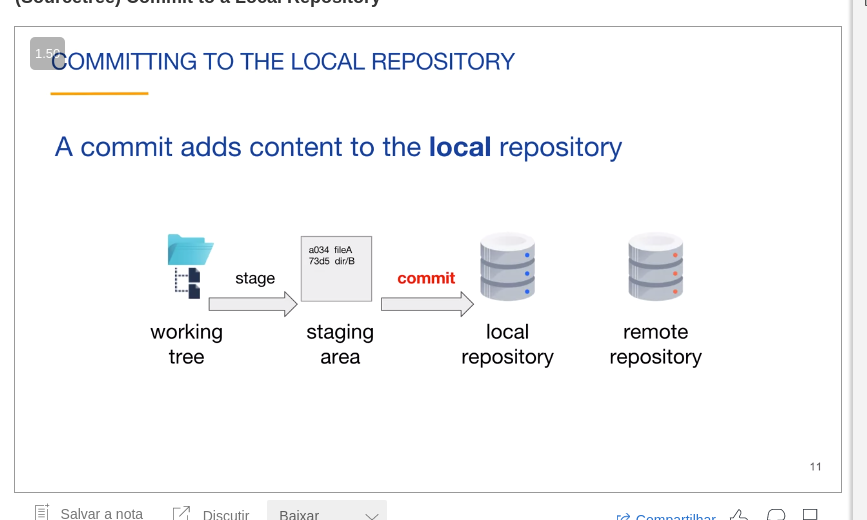 (Sourcetree) Commit to a Local Repository
1.50
COMMITTING TO THE LOCAL REPOSITORY
A commit adds content to the local repository
a034 fileA
73d5 dir/B
stage
commit
working
tree
staging
area
local
repository
remote
repository
11
Salvar a nota
Discutir
Baixar
Compartilhar